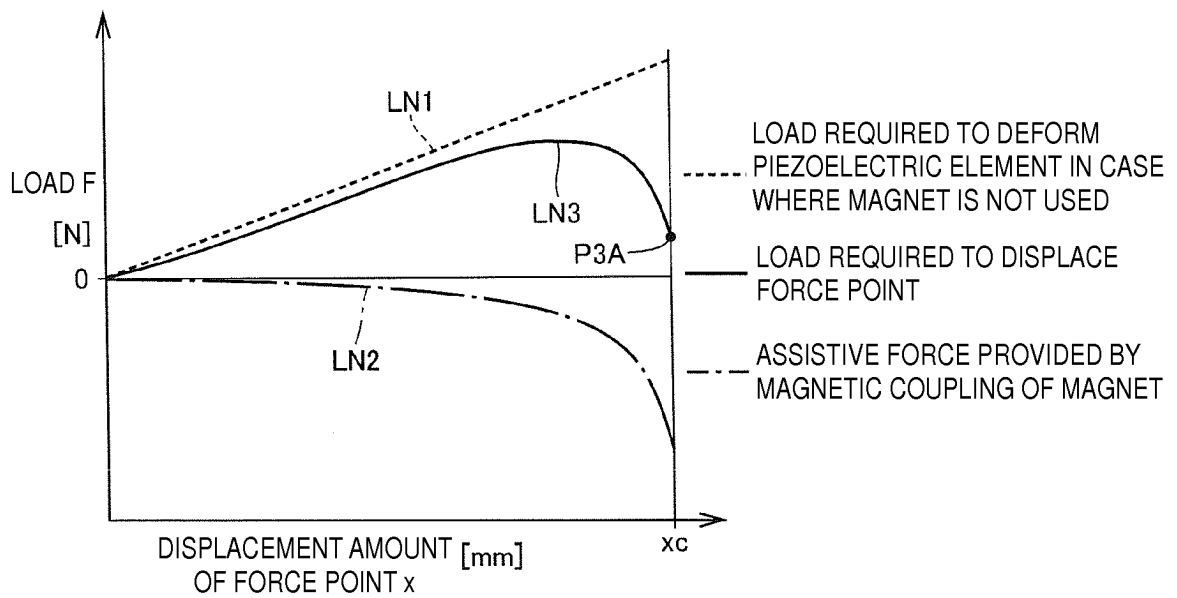 LN1
LOAD F
[N]
0
LN3
P3A
LN2
LOAD REQUIRED TO DEFORM
PIEZOELECTRIC ELEMENT IN CASE
WHERE MAGNET IS NOT USED
LOAD REQUIRED TO DISPLACE
FORCE POINT
ASSISTIVE FORCE PROVIDED BY
MAGNETIC COUPLING OF MAGNET
xc
DISPLACEMENT AMOUNT [mm]
OF FORCE POINT x